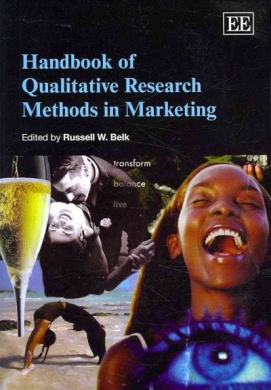 EE
Handbook of
Qualitative Research
Methods in Marketing
Edited by Russell W. Belk
transform
balance
live